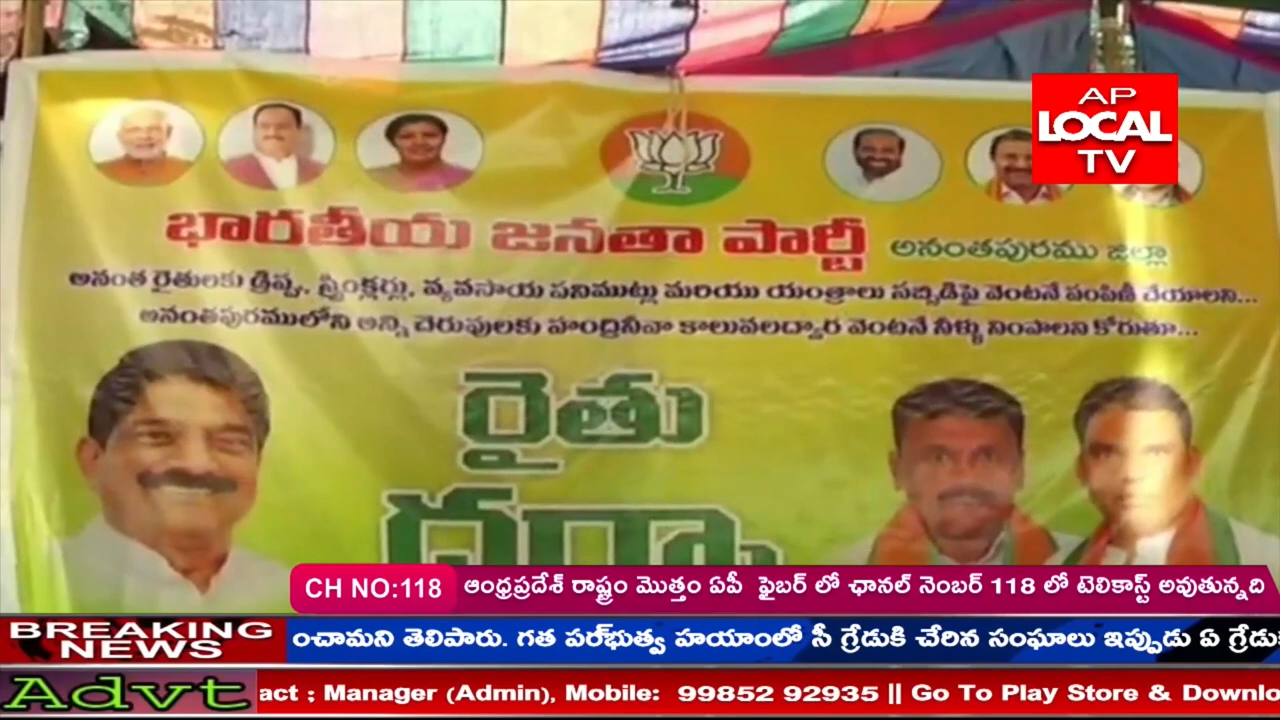 AP
LOCAL
TV
భారతీయ జనతా పార్టీ అనంతపురము జిల్లా
అనంత రైతులకు డ్రిప్పు, స్ప్రింక్లర్లు, వ్యవసాయ పనిముట్లు మరియు యంత్రాలు సబ్సిడిపై వెంటనే పంపిణీ చేయాలని...
అనంతపురములోని అన్ని చెరువులకు హంద్రినీవా కాలువలద్వార వెంటనే నీళ్ళు నింపాలని కోరుతూ...
రైతు
ధర్నా
CH NO:118 ఆంధ్రప్రదేశ్ రాష్ట్రం మొత్తం ఏపీ ఫైబర్ లో ఛానల్ నెంబర్ 118 లో టెలికాస్ట్ అవుతున్నది
BREAKING NEWS ంచామని తెలిపారు. గత పర్భుత్వ హయాంలో సీ గ్రేడుకి చేరిన సంఘాలు ఇప్పుడు ఏ గ్రేడుకి
Advt act ; Manager (Admin), Mobile: 99852 92935 || Go To Play Store & Downlo